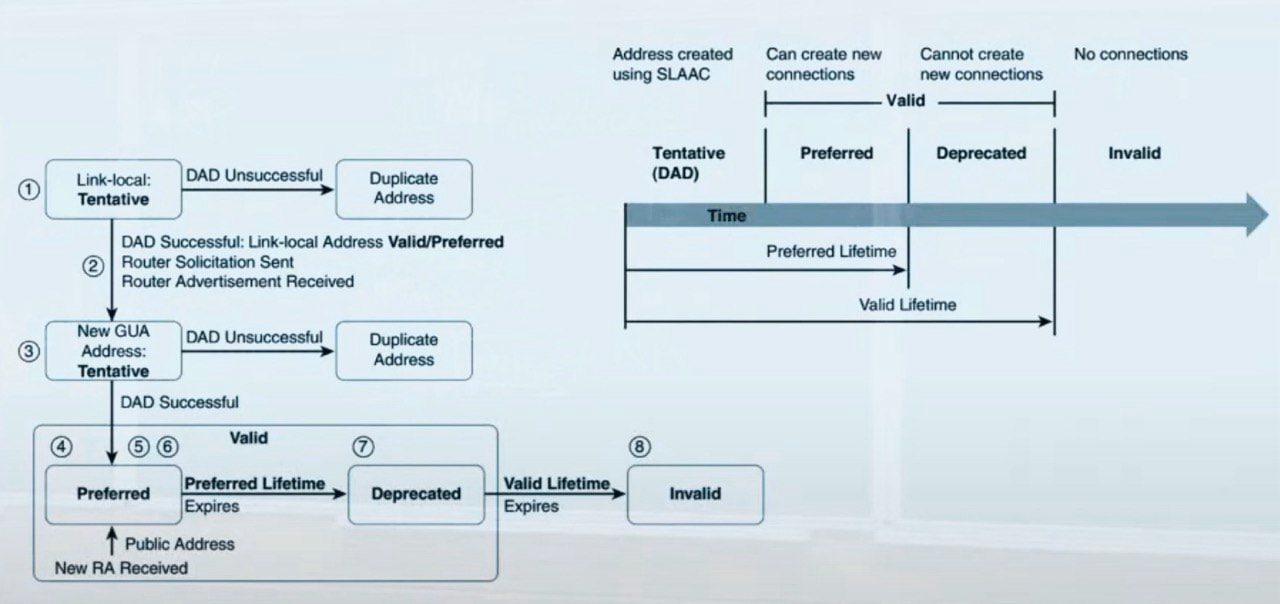 Address created
using SLAAC
Can create new
connections
Cannot create
new connections
No connections
Valid
Tentative
(DAD)
Preferred
Deprecated
Invalid
Time
Preferred Lifetime
Valid Lifetime
①
Link-local:
Tentative
DAD Unsuccessful
Duplicate
Address
②
DAD Successful: Link-local Address Valid/Preferred
Router Solicitation Sent
Router Advertisement Received
③
New GUA
Address:
Tentative
DAD Unsuccessful
Duplicate
Address
DAD Successful
Valid
④
⑤ ⑥
⑦
⑧
Preferred
Preferred Lifetime
Expires
Deprecated
Valid Lifetime
Expires
Invalid
Public Address
New RA Received